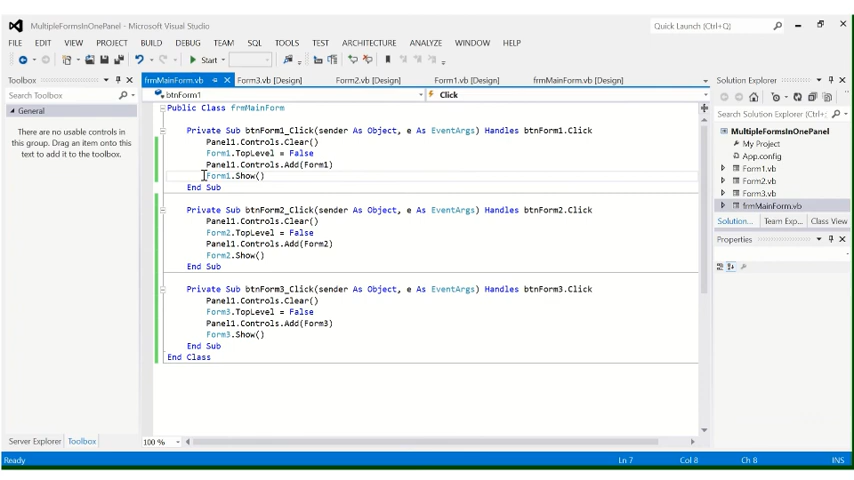 MultipleFormsInOnePanel - Microsoft Visual Studio
Quick Launch (Ctrl+Q)
FILE EDIT VIEW PROJECT BUILD DEBUG TEAM SQL TOOLS TEST ARCHITECTURE ANALYZE WINDOW HELP
Start
Toolbox
Search Toolbox
General
There are no usable controls in
this group. Drag an item onto this
text to add it to the toolbox.
Server Explorer Toolbox
frmMainForm.vb Form3.vb [Design] Form2.vb [Design] Form1.vb [Design] frmMainForm.vb [Design]
btnForm1 Click
Public Class frmMainForm
Private Sub btnForm1_Click(sender As Object, e As EventArgs) Handles btnForm1.Click
Panel1.Controls.Clear()
Form1.TopLevel = False
Panel1.Controls.Add(Form1)
Form1.Show()
End Sub
Private Sub btnForm2_Click(sender As Object, e As EventArgs) Handles btnForm2.Click
Panel1.Controls.Clear()
Form2.TopLevel = False
Panel1.Controls.Add(Form2)
Form2.Show()
End Sub
Private Sub btnForm3_Click(sender As Object, e As EventArgs) Handles btnForm3.Click
Panel1.Controls.Clear()
Form3.TopLevel = False
Panel1.Controls.Add(Form3)
Form3.Show()
End Sub
End Class
100 %
Solution Explorer
Search Solution Explorer (Ctrl+;)
MultipleFormsInOnePanel
My Project
App.config
Form1.vb
Form2.vb
Form3.vb
frmMainForm.vb
Solution... Team Exp... Class View
Properties
Ready Ln 7 Col 8 Ch 8 INS